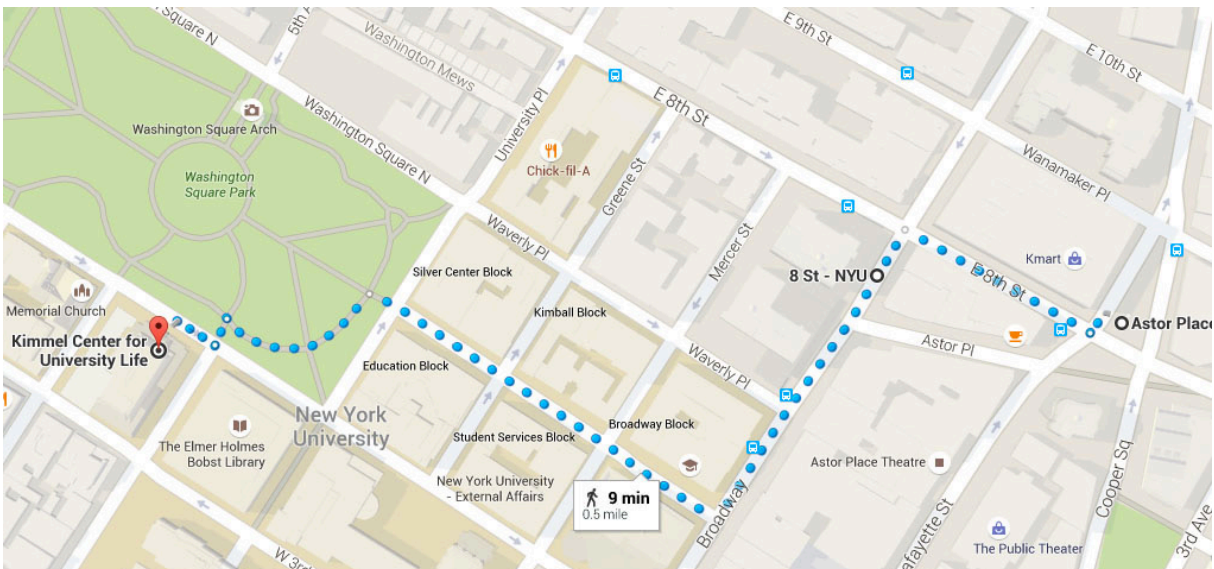 Square N
5th A
Washington Mews
E 9th St
E 10th St
University Pl
E 8th St
Washington Square Arch
Washington Square N
Chick-fil-A
Greene St
Wanamaker Pl
Washington
Square Park
Waverly Pl
Mercer St
Silver Center Block
8 St - NYU
Kmart
E 8th St
Memorial Church
Kimball Block
Astor Place
Kimmel Center for
University Life
Astor Pl
Education Block
Waverly Pl
New York
University
Student Services Block
Broadway Block
The Elmer Holmes
Bobst Library
New York University
- External Affairs
Astor Place Theatre
9 min
0.5 mile
Broadway
Cooper Sq
afayette St
3rd Ave
The Public Theater
W 3rd